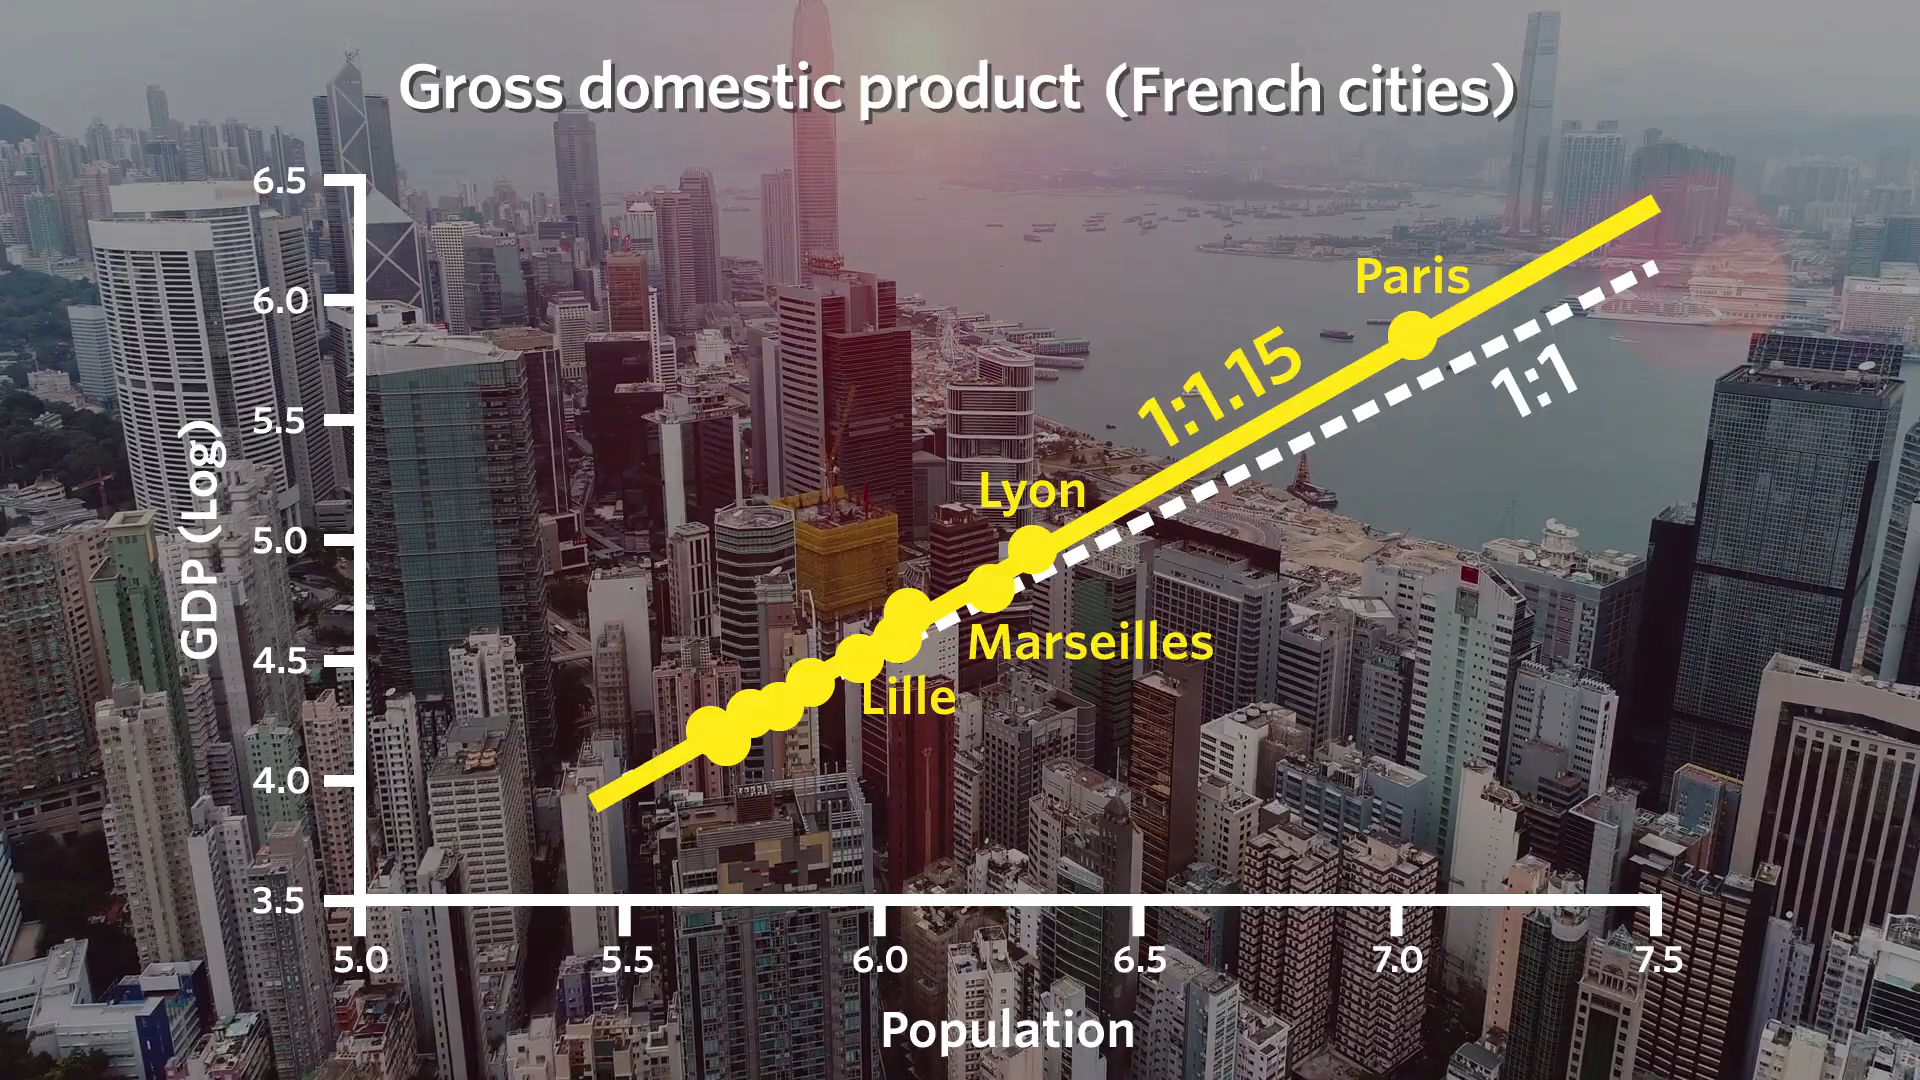 Gross domestic product (French cities)
6.5
6.0
5.5
5.0
4.5
4.0
3.5
GDP (Log)
Paris
1:1.15
1:1
Lyon
Marseilles
Lille
5.0
5.5
6.0
6.5
7.0
7.5
Population
LIPPO